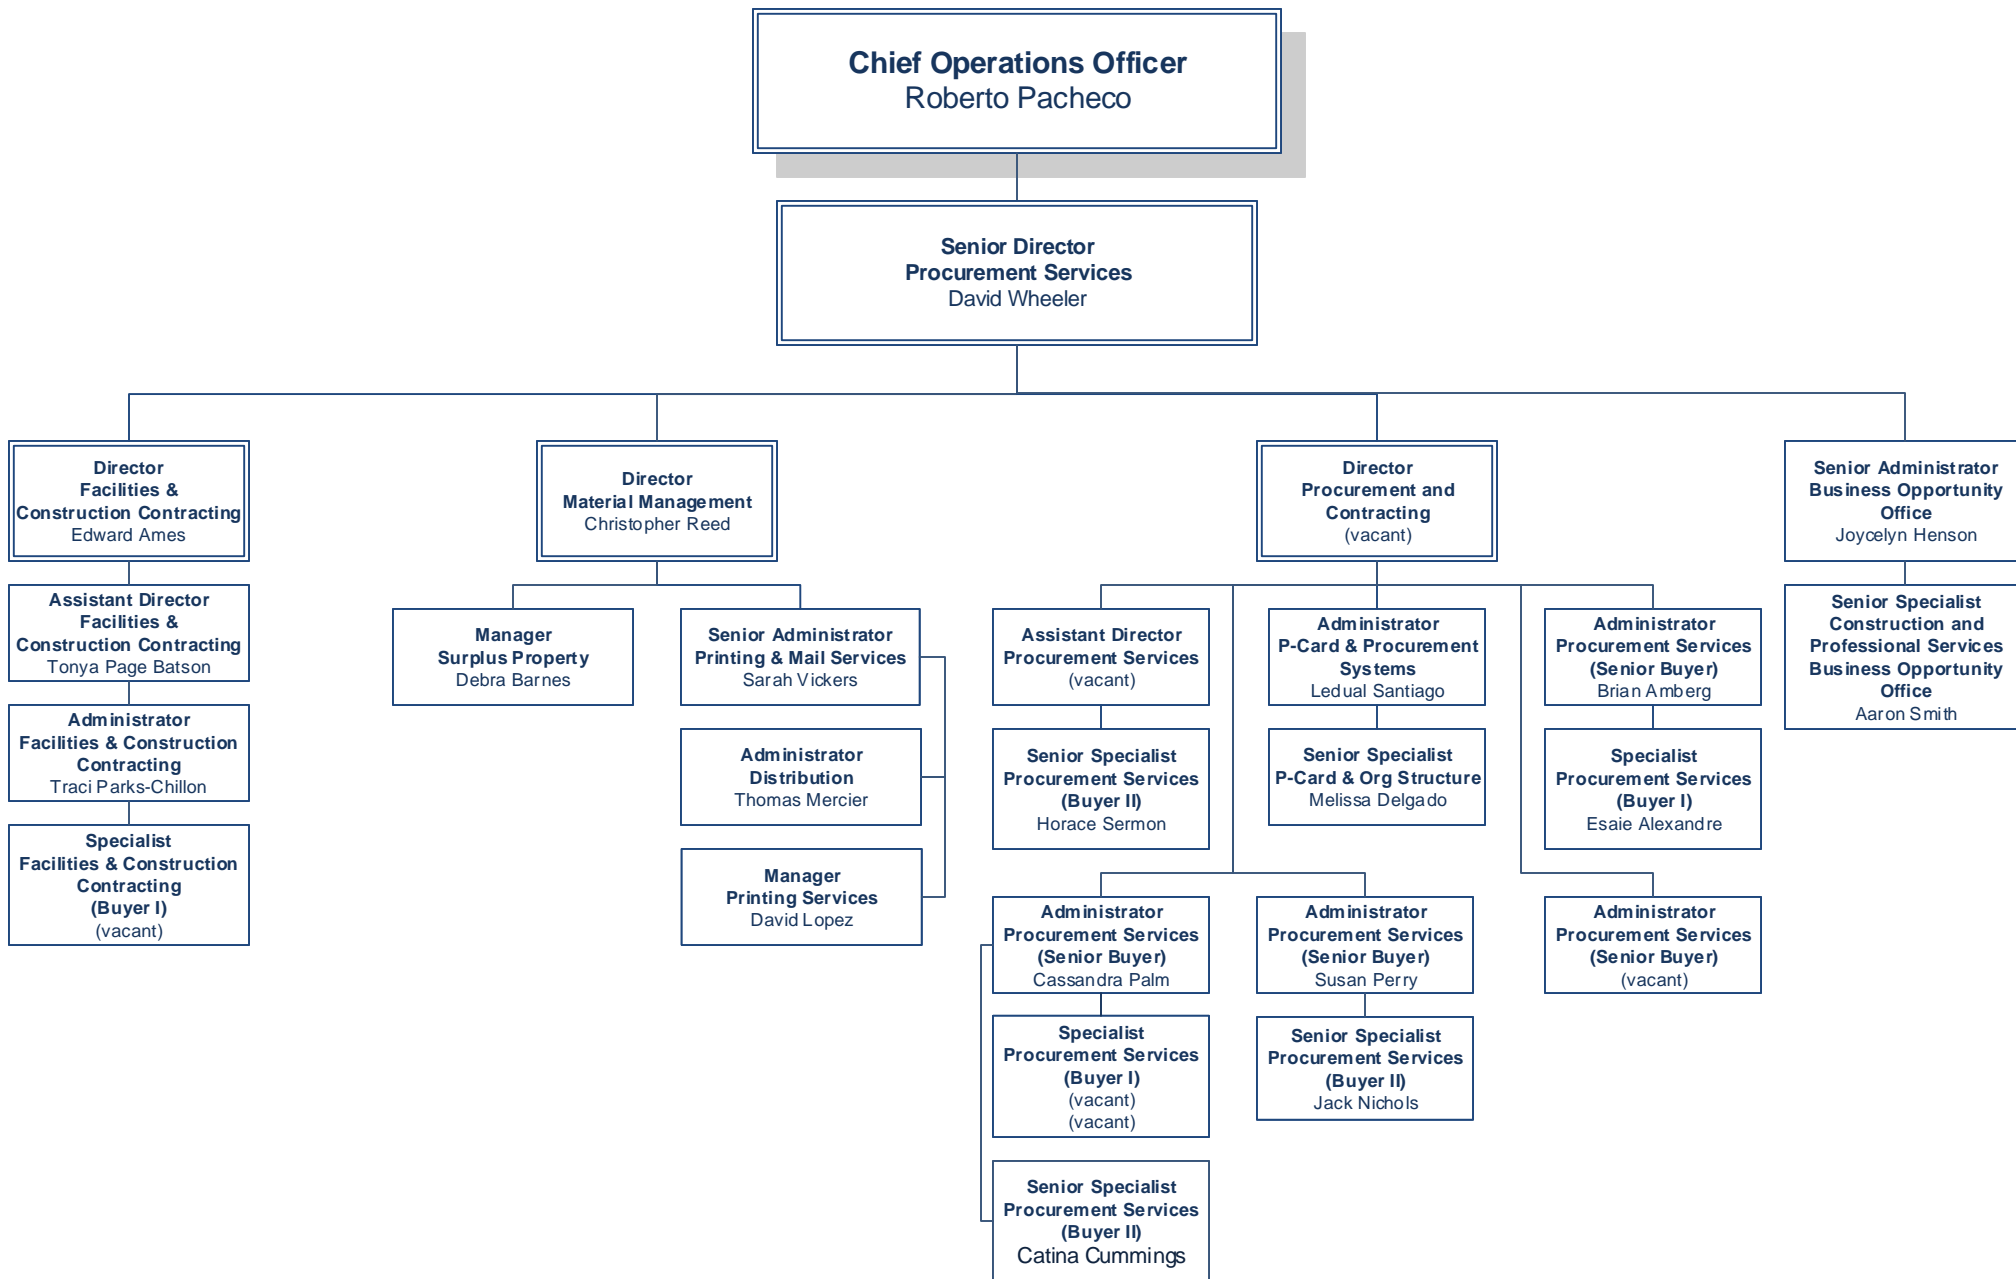 Chief Operations Officer
Roberto Pacheco
Senior Director
Procurement Services
David Wheeler
Director
Facilities &
Construction Contracting
Edward Ames
Assistant Director
Facilities &
Construction Contracting
Tonya Page Batson
Administrator
Facilities & Construction
Contracting
Traci Parks-Chillon
Specialist
Facilities & Construction
Contracting
(Buyer I)
(vacant)
Director
Material Management
Christopher Reed
Manager
Surplus Property
Debra Barnes
Senior Administrator
Printing & Mail Services
Sarah Vickers
Administrator
Distribution
Thomas Mercier
Manager
Printing Services
David Lopez
Director
Procurement and
Contracting
(vacant)
Assistant Director
Procurement Services
(vacant)
Senior Specialist
Procurement Services
(Buyer II)
Horace Sermon
Administrator
P-Card & Procurement
Systems
Ledual Santiago
Senior Specialist
P-Card & Org Structure
Melissa Delgado
Administrator
Procurement Services
(Senior Buyer)
Brian Amberg
Specialist
Procurement Services
(Buyer I)
Esaie Alexandre
Administrator
Procurement Services
(Senior Buyer)
Cassandra Palm
Specialist
Procurement Services
(Buyer I)
(vacant)
(vacant)
Senior Specialist
Procurement Services
(Buyer II)
Catina Cummings
Administrator
Procurement Services
(Senior Buyer)
Susan Perry
Senior Specialist
Procurement Services
(Buyer II)
Jack Nichols
Administrator
Procurement Services
(Senior Buyer)
(vacant)
Senior Administrator
Business Opportunity
Office
Joycelyn Henson
Senior Specialist
Construction and
Professional Services
Business Opportunity
Office
Aaron Smith